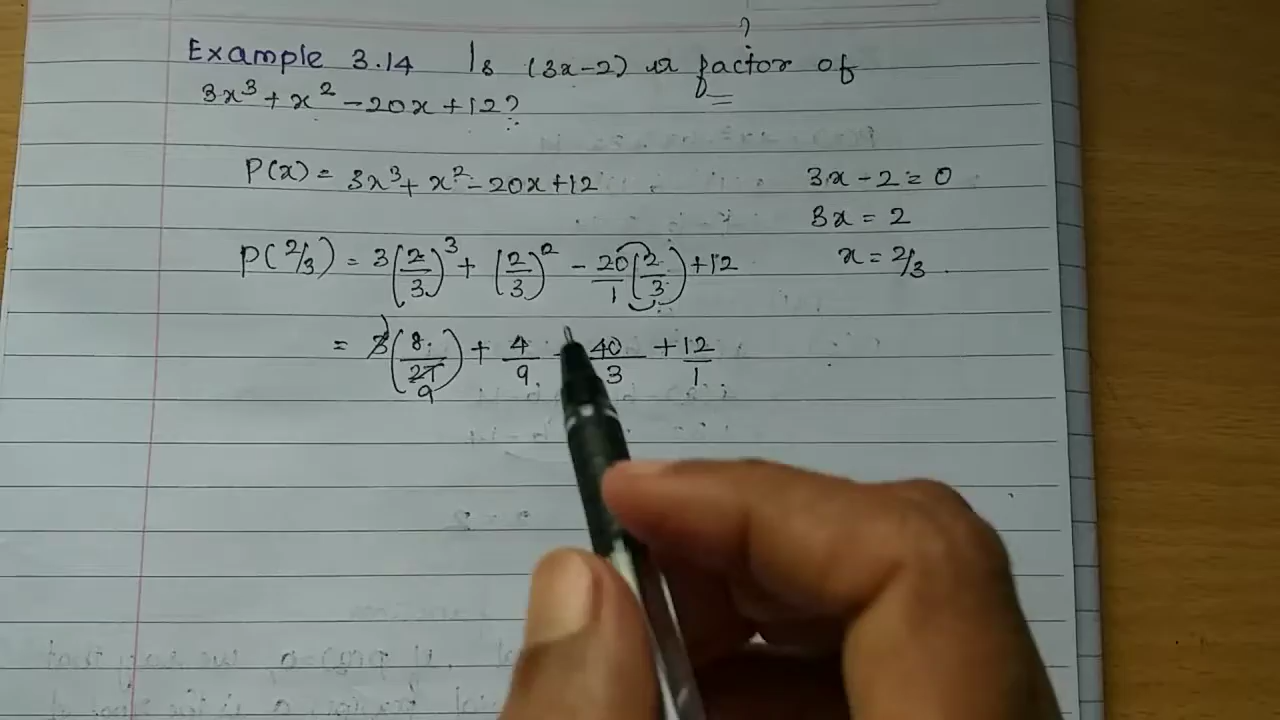 Example 3.14 Is (3x-2) a factor of
3x³ + x² - 20x + 12?
P(x) = 3x³ + x² - 20x + 12
3x - 2 = 0
3x = 2
P(2/3) = 3(2/3)³ + (2/3)² - 20/1(2/3) + 12
x = 2/3
= 3(8/27) + 4/9 40/3 + 12/1
9